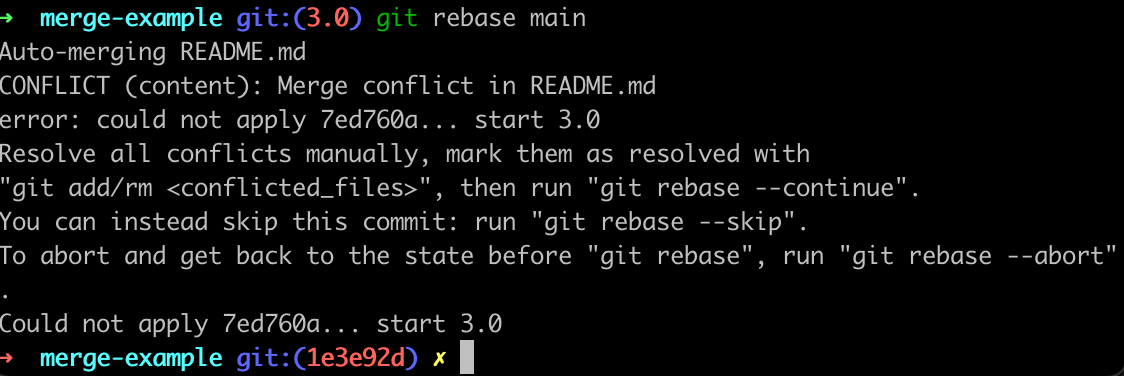 ➜  merge-example git:(3.0) git rebase main
Auto-merging README.md
CONFLICT (content): Merge conflict in README.md
error: could not apply 7ed760a... start 3.0
Resolve all conflicts manually, mark them as resolved with
"git add/rm <conflicted_files>", then run "git rebase --continue".
You can instead skip this commit: run "git rebase --skip".
To abort and get back to the state before "git rebase", run "git rebase --abort"
.
Could not apply 7ed760a... start 3.0
➜  merge-example git:(1e3e92d) ✗